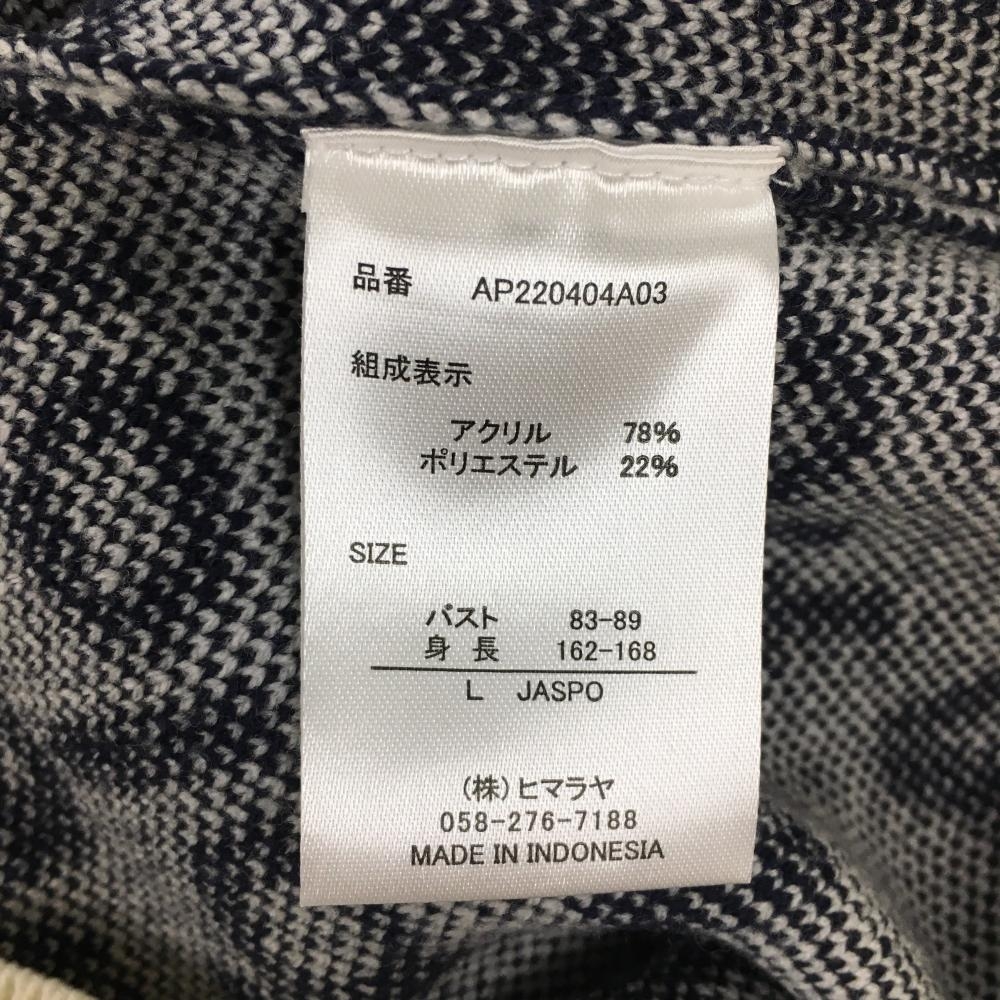 品番 AP220404A03
組成表示
アクリル 78%
ポリエステル 22%
SIZE
バスト 83-89
身 長 162-168
L JASPO
(株)ヒマラヤ
058-276-7188
MADE IN INDONESIA